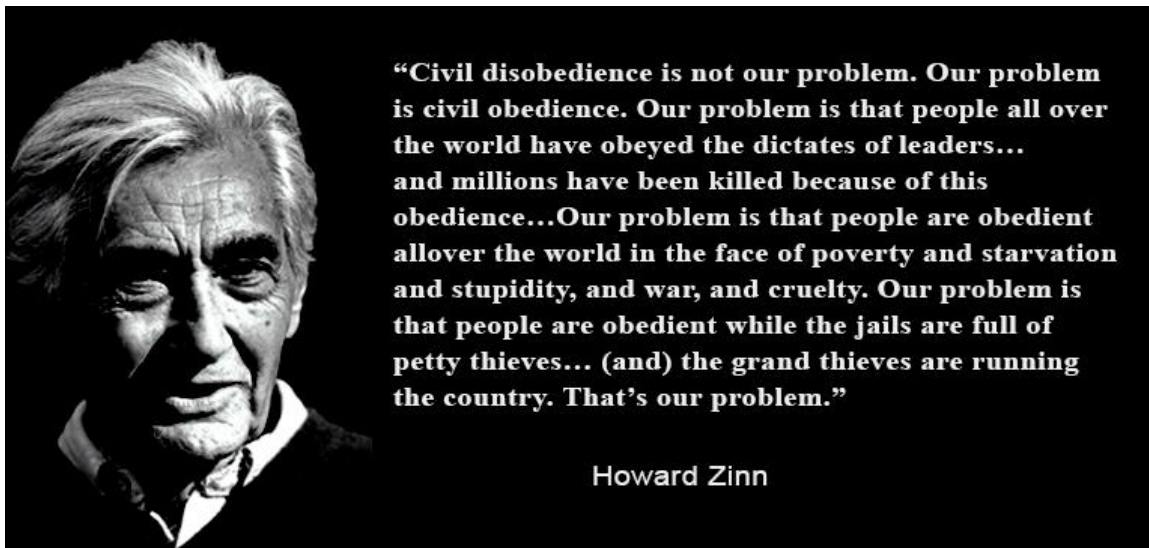 “Civil disobedience is not our problem. Our problem
is civil obedience. Our problem is that people all over
the world have obeyed the dictates of leaders…
and millions have been killed because of this
obedience…Our problem is that people are obedient
allover the world in the face of poverty and starvation
and stupidity, and war, and cruelty. Our problem is
that people are obedient while the jails are full of
petty thieves… (and) the grand thieves are running
the country. That’s our problem.”
Howard Zinn